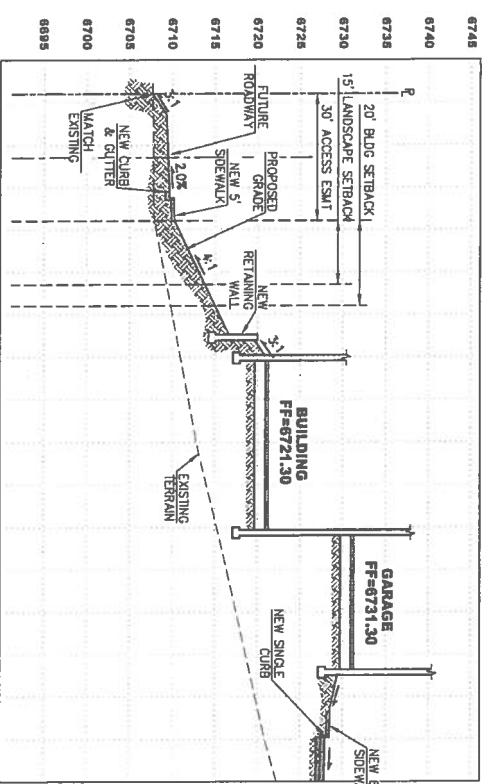 6745
6740
6735
6730
6725
6720
6715
6710
6705
6700
6695
PL
20' BLDG SETBACK
15' LANDSCAPE SETBACK
30' ACCESS ESMT
FUTURE
ROADWAY
3:1
2.0%
NEW 5'
SIDEWALK
PROPOSED
GRADE
4:1
NEW
RETAINING
WALL
3:1
MATCH
EXISTING
NEW CURB
& GUTTER
BUILDING
FF=6721.30
EXISTING
TERRAIN
GARAGE
FF=6731.30
NEW SINGLE
CURB
NEW